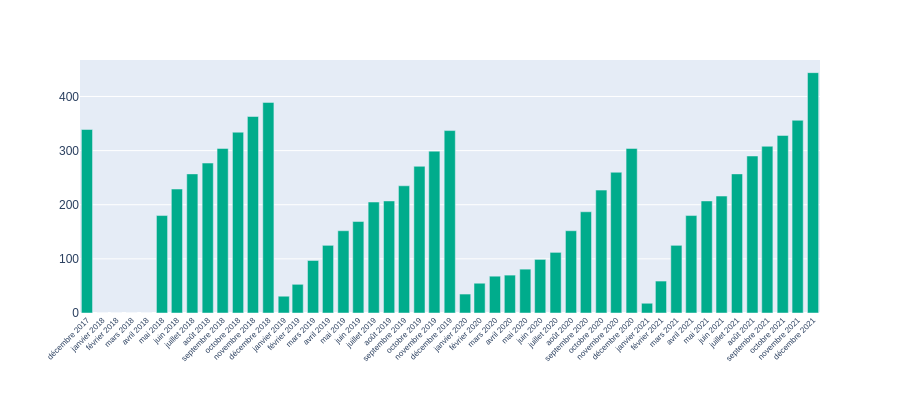 400
300
200
100
0
décembre 2017
janvier 2018
février 2018
mars 2018
avril 2018
mai 2018
juin 2018
juillet 2018
août 2018
septembre 2018
octobre 2018
novembre 2018
décembre 2018
janvier 2019
février 2019
mars 2019
avril 2019
mai 2019
juin 2019
juillet 2019
août 2019
septembre 2019
octobre 2019
novembre 2019
décembre 2019
janvier 2020
février 2020
mars 2020
avril 2020
mai 2020
juin 2020
juillet 2020
août 2020
septembre 2020
octobre 2020
novembre 2020
décembre 2020
janvier 2021
février 2021
mars 2021
avril 2021
mai 2021
juin 2021
juillet 2021
août 2021
septembre 2021
octobre 2021
novembre 2021
décembre 2021